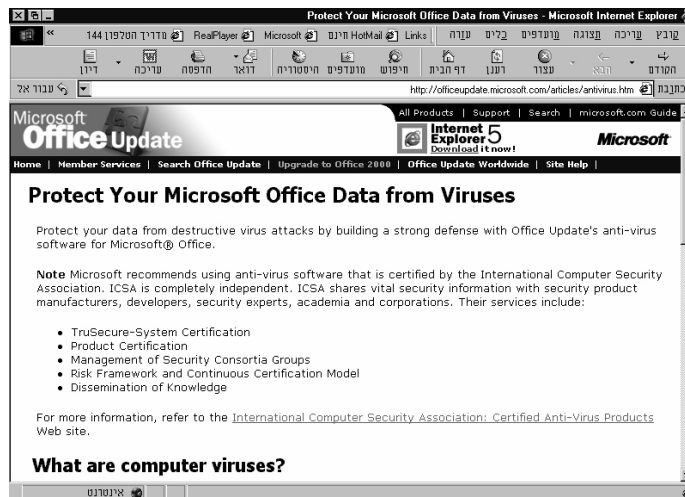 Protect Your Microsoft Office Data from Viruses - Microsoft Internet Explorer
קובץ עריכה תצוגה מועדפים כלים עזרה Links חינם HotMail Microsoft RealPlayer מדריך הטלפון 144
הקודם הבא עצור רענן דף הבית חיפוש מועדפים היסטוריה דואר הדפסה עריכה דיון
כתובת http://officeupdate.microsoft.com/articles/antivirus.htm עבור אל
All Products | Support | Search | microsoft.com Guide
Microsoft
Office Update
Internet Explorer 5
Download it now!
Microsoft
Home | Member Services | Search Office Update | Upgrade to Office 2000 | Office Update Worldwide | Site Help |
Protect Your Microsoft Office Data from Viruses
Protect your data from destructive virus attacks by building a strong defense with Office Update's anti-virus
software for Microsoft® Office.
Note Microsoft recommends using anti-virus software that is certified by the International Computer Security
Association. ICSA is completely independent. ICSA shares vital security information with security product
manufacturers, developers, security experts, academia and corporations. Their services include:
• TruSecure-System Certification
• Product Certification
• Management of Security Consortia Groups
• Risk Framework and Continuous Certification Model
• Dissemination of Knowledge
For more information, refer to the International Computer Security Association: Certified Anti-Virus Products
Web site.
What are computer viruses?
אינטרנט